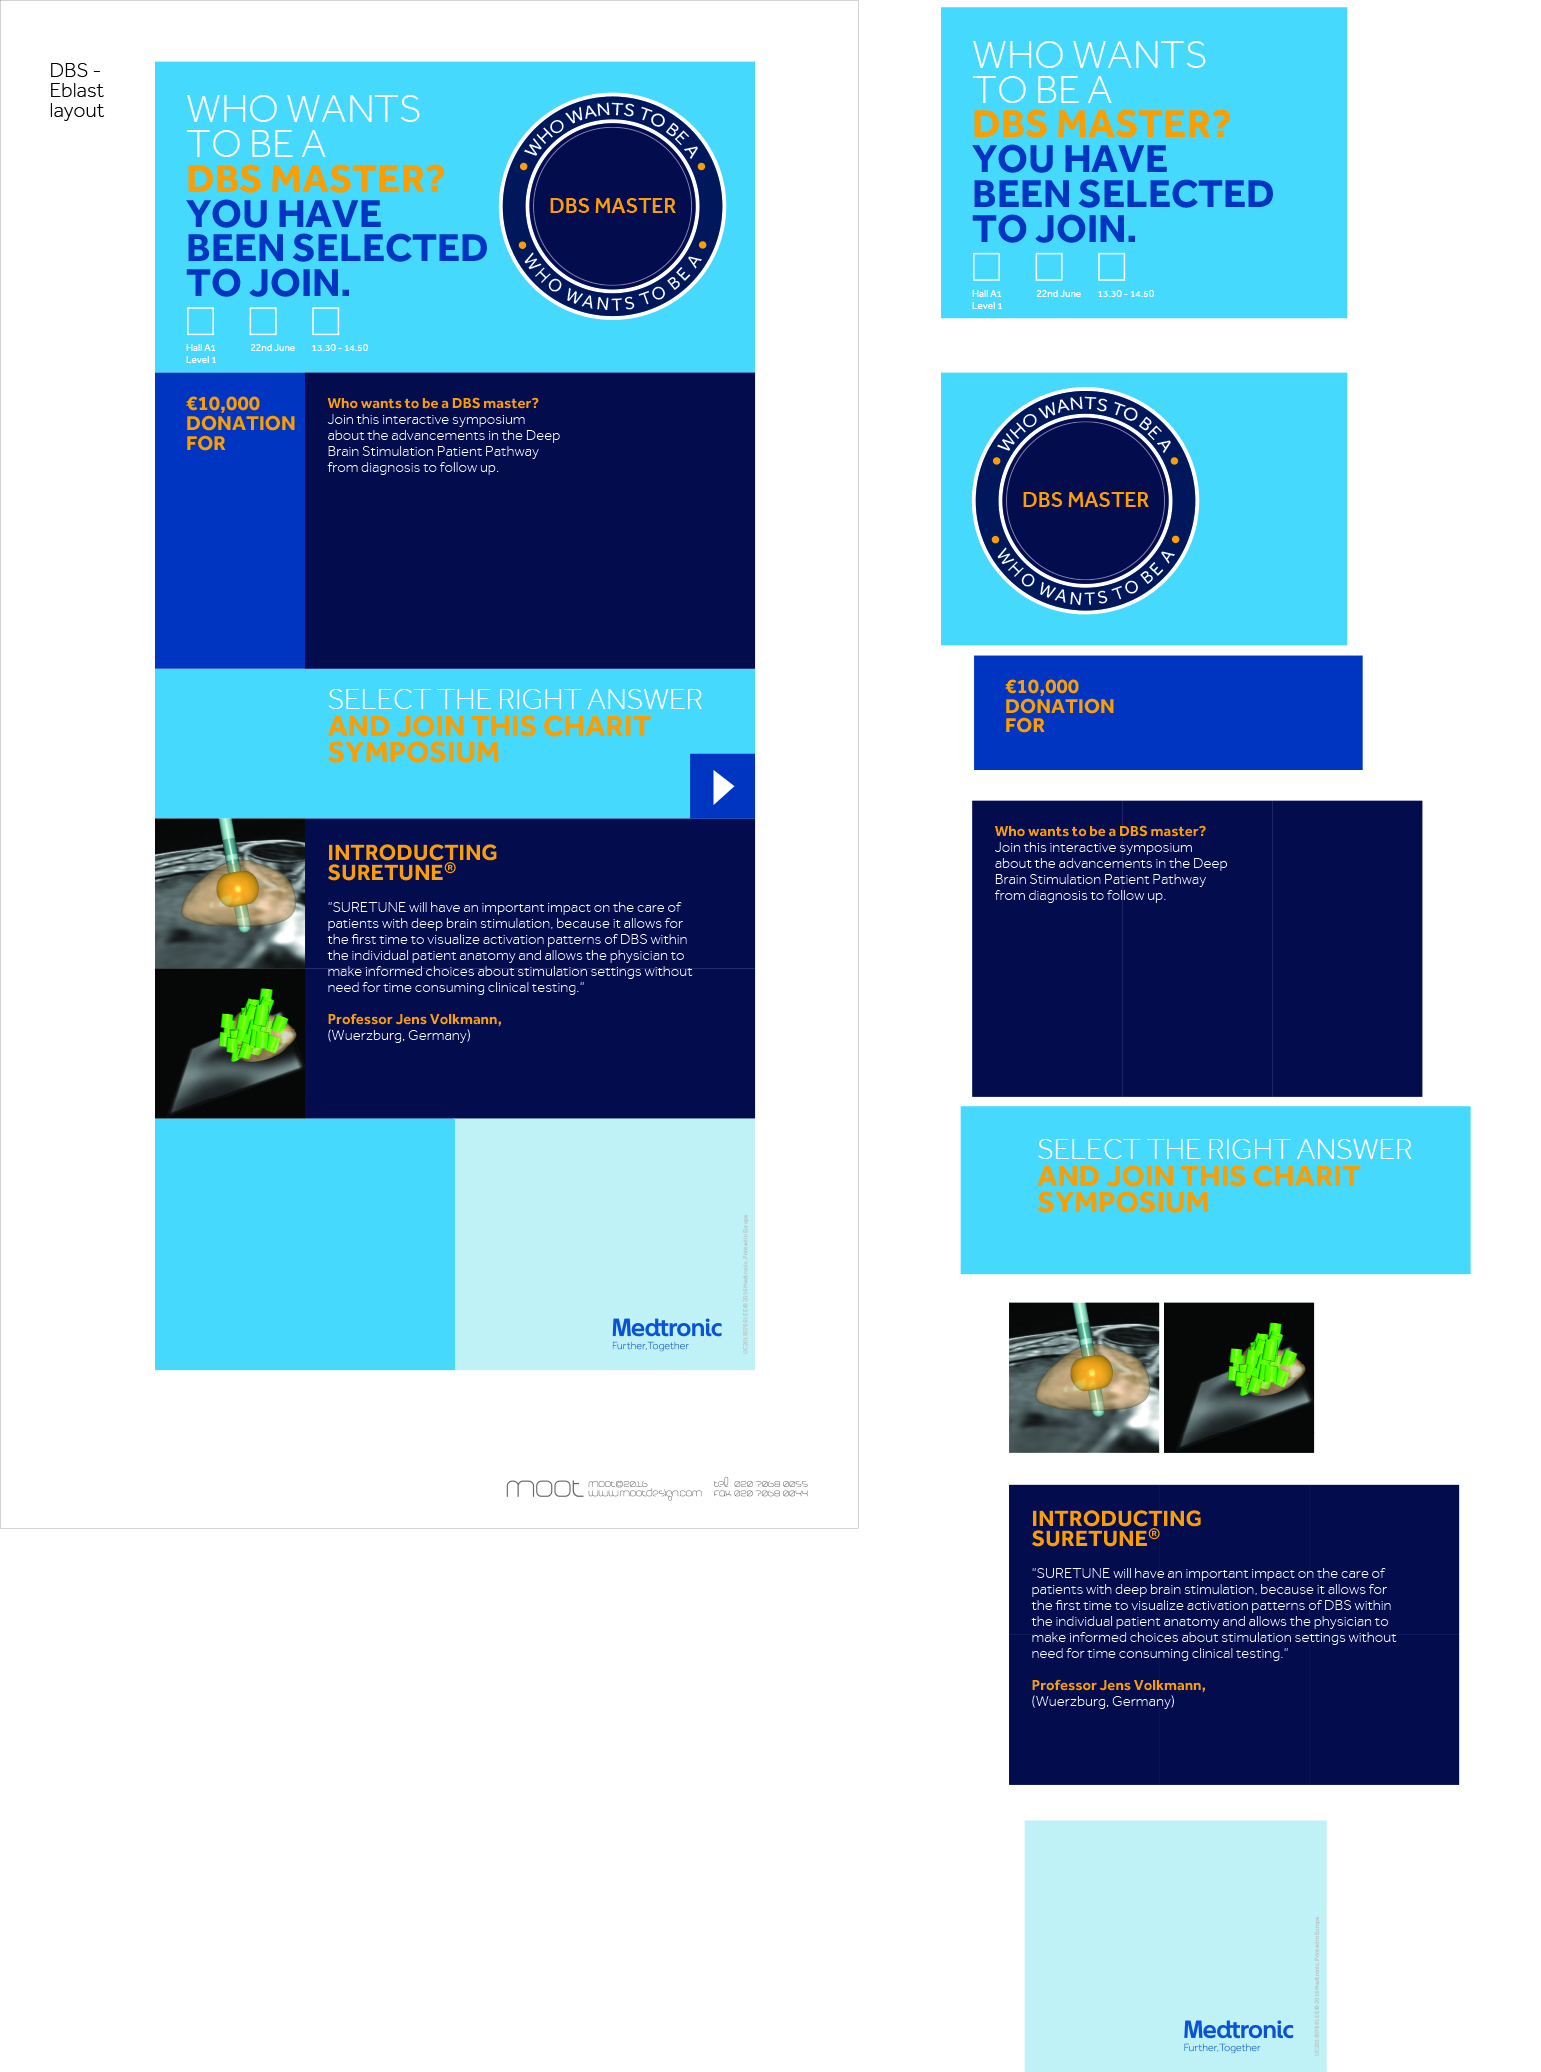 DBS -
Eblast
layout
WHO WANTS
TO BE A
DBS MASTER?
YOU HAVE
BEEN SELECTED
TO JOIN.
Hall A1
Level 1
22nd June
13.30 - 14.50
WHO WANTS TO BE A
DBS MASTER
WHO WANTS TO BE A
€10,000
DONATION
FOR
Who wants to be a DBS master?
Join this interactive symposium
about the advancements in the Deep
Brain Stimulation Patient Pathway
from diagnosis to follow up.
SELECT THE RIGHT ANSWER
AND JOIN THIS CHARIT
SYMPOSIUM
INTRODUCTING
SURETUNE®
“SURETUNE will have an important impact on the care of
patients with deep brain stimulation, because it allows for
the first time to visualize activation patterns of DBS within
the individual patient anatomy and allows the physician to
make informed choices about stimulation settings without
need for time consuming clinical testing.”
Professor Jens Volkmann,
(Wuerzburg, Germany)
Medtronic
Further, Together
moot
moot©2016
www.mootdesign.com
tel 020 7068 0055
fax 020 7068 0044
WHO WANTS
TO BE A
DBS MASTER?
YOU HAVE
BEEN SELECTED
TO JOIN.
Hall A1
Level 1
22nd June
13.30 - 14.50
WHO WANTS TO BE A
DBS MASTER
WHO WANTS TO BE A
€10,000
DONATION
FOR
Who wants to be a DBS master?
Join this interactive symposium
about the advancements in the Deep
Brain Stimulation Patient Pathway
from diagnosis to follow up.
SELECT THE RIGHT ANSWER
AND JOIN THIS CHARIT
SYMPOSIUM
INTRODUCTING
SURETUNE®
“SURETUNE will have an important impact on the care of
patients with deep brain stimulation, because it allows for
the first time to visualize activation patterns of DBS within
the individual patient anatomy and allows the physician to
make informed choices about stimulation settings without
need for time consuming clinical testing.”
Professor Jens Volkmann,
(Wuerzburg, Germany)
Medtronic
Further, Together